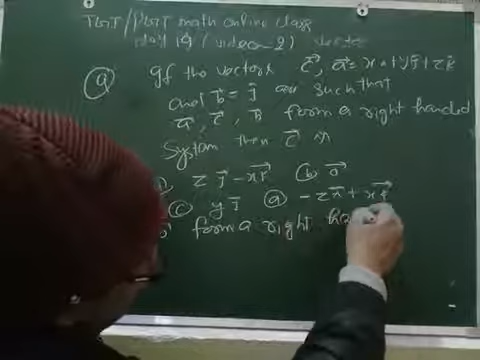 TGT/PGT math online class
day 19 (video-2) vector
Q If the vectors c⃗, a⃗ = x i + y j⃗ + z k⃗
and b⃗ = j⃗ are such that
a⃗, c⃗, b⃗ form a right handed
System then c⃗ is
z i⃗ - x k⃗ (b) 0⃗
(c) y j⃗ (d) - z i⃗ + x k⃗
form a right